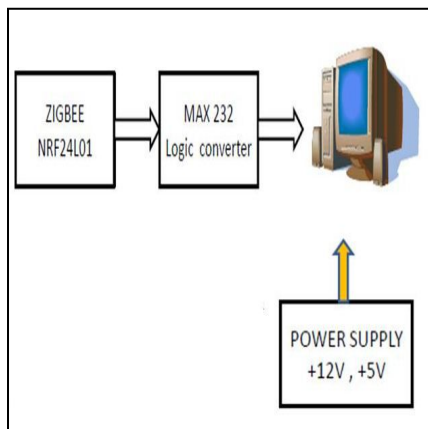 ZIGBEE
NRF24L01
MAX 232
Logic converter
POWER SUPPLY
+12V , +5V